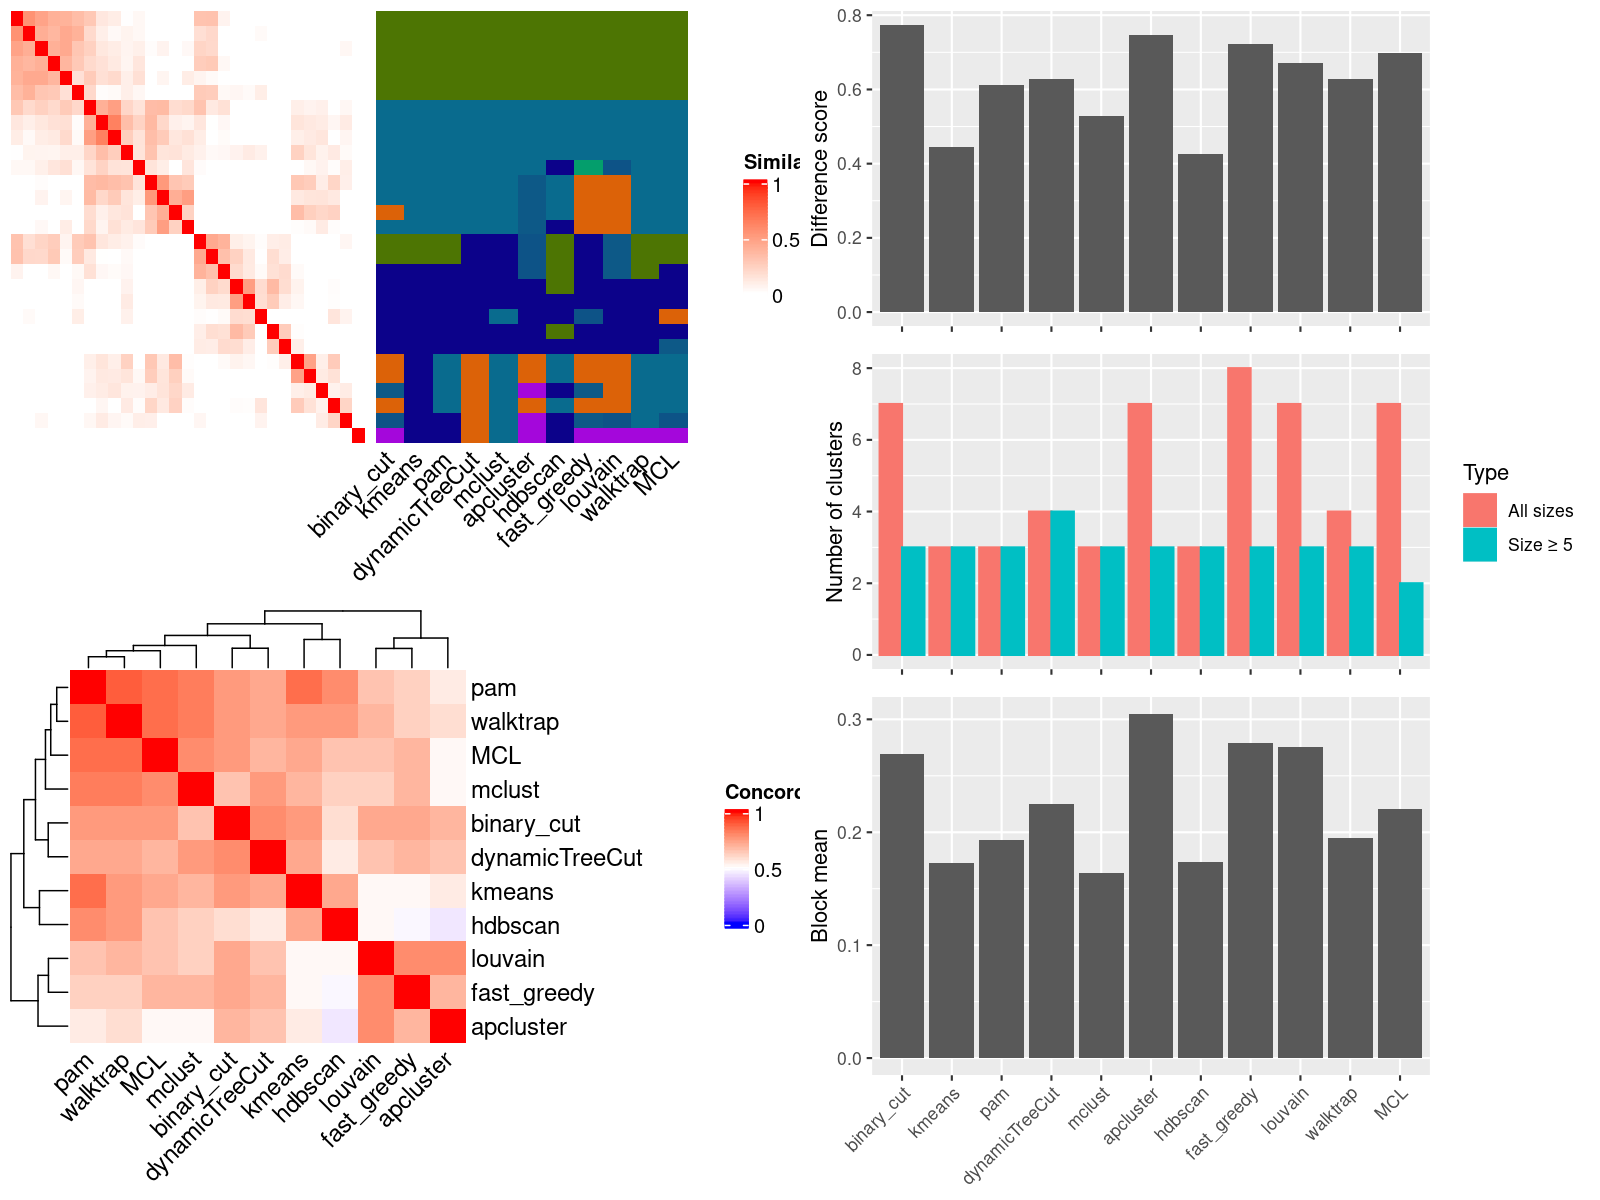 Simila
1
0.5
0
binary_cut
kmeans
pam
dynamicTreeCut
mclust
apcluster
hdbscan
fast_greedy
louvain
walktrap
MCL
pam
walktrap
MCL
mclust
binary_cut
dynamicTreeCut
kmeans
hdbscan
louvain
fast_greedy
apcluster
pam
walktrap
MCL
mclust
binary_cut
dynamicTreeCut
kmeans
hdbscan
louvain
fast_greedy
apcluster
Concord
1
0.5
0
Difference score
0.8
0.6
0.4
0.2
0.0
Number of clusters
8
6
4
2
0
Type
All sizes
Size ≥ 5
Block mean
0.3
0.2
0.1
0.0
binary_cut
kmeans
pam
dynamicTreeCut
mclust
apcluster
hdbscan
fast_greedy
louvain
walktrap
MCL